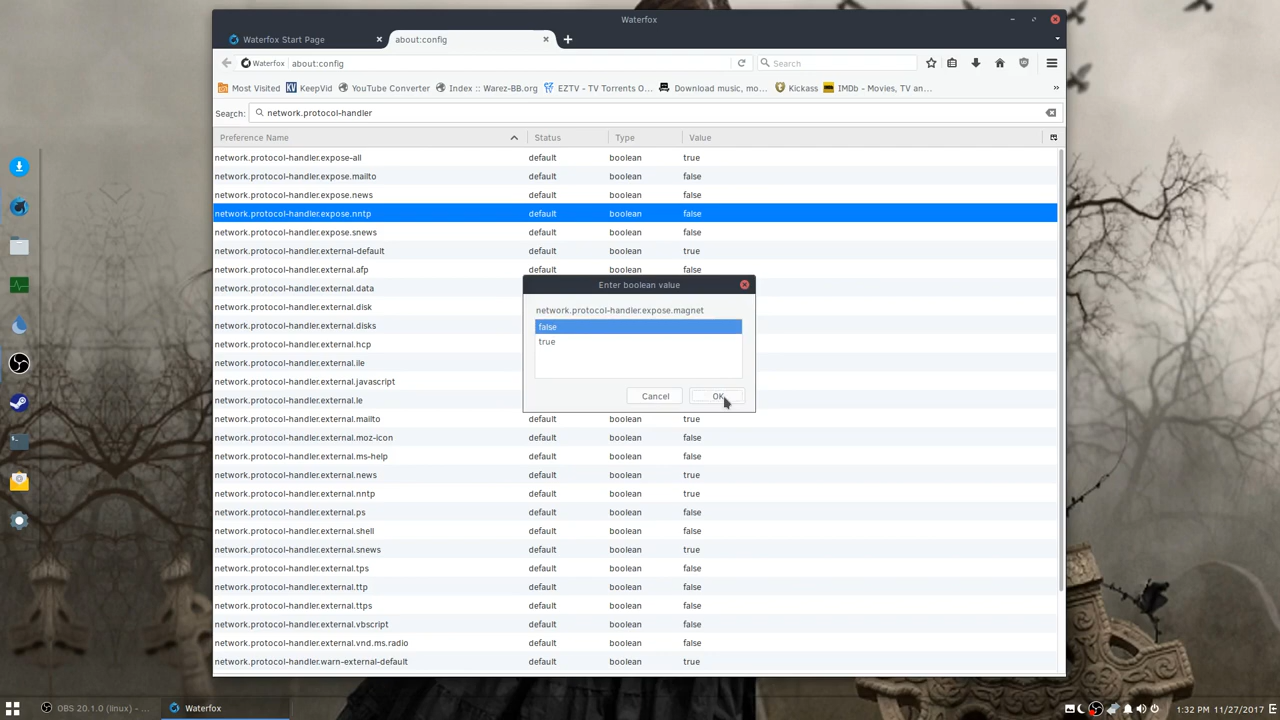 Waterfox
Waterfox Start Page
about:config
Waterfox about:config
Search
Most Visited KeepVid YouTube Converter Index :: Warez-BB.org EZTV - TV Torrents O... Download music, mo... Kickass IMDb - Movies, TV an...
Search: network.protocol-handler
Preference Name Status Type Value
network.protocol-handler.expose-all default boolean true
network.protocol-handler.expose.mailto default boolean false
network.protocol-handler.expose.news default boolean false
network.protocol-handler.expose.nntp default boolean false
network.protocol-handler.expose.snews default boolean false
network.protocol-handler.external-default default boolean true
network.protocol-handler.external.afp default boolean false
network.protocol-handler.external.data
network.protocol-handler.external.disk
network.protocol-handler.external.disks
network.protocol-handler.external.hcp
network.protocol-handler.external.ile
network.protocol-handler.external.javascript
network.protocol-handler.external.le
network.protocol-handler.external.mailto default boolean true
network.protocol-handler.external.moz-icon default boolean false
network.protocol-handler.external.ms-help default boolean false
network.protocol-handler.external.news default boolean true
network.protocol-handler.external.nntp default boolean true
network.protocol-handler.external.ps default boolean false
network.protocol-handler.external.shell default boolean false
network.protocol-handler.external.snews default boolean true
network.protocol-handler.external.tps default boolean false
network.protocol-handler.external.ttp default boolean false
network.protocol-handler.external.ttps default boolean false
network.protocol-handler.external.vbscript default boolean false
network.protocol-handler.external.vnd.ms.radio default boolean false
network.protocol-handler.warn-external-default default boolean true
Enter boolean value
network.protocol-handler.expose.magnet
false
true
Cancel OK
OBS 20.1.0 (linux) - ... Waterfox 1:32 PM 11/27/2017